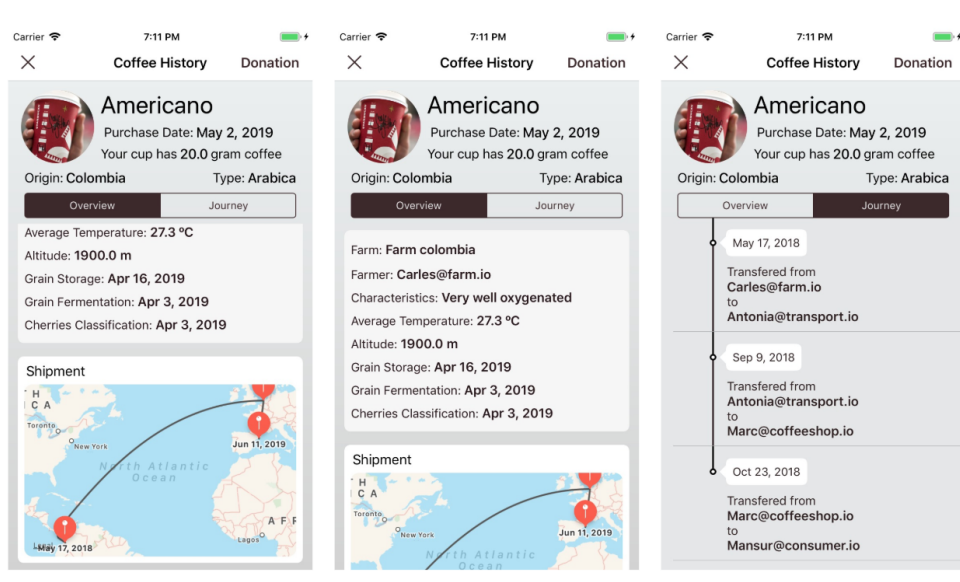 Carrier 7:11 PM
Coffee History Donation
Americano
Purchase Date: May 2, 2019
Your cup has 20.0 gram coffee
Origin: Colombia Type: Arabica
Overview Journey
Average Temperature: 27.3 ºC
Altitude: 1900.0 m
Grain Storage: Apr 16, 2019
Grain Fermentation: Apr 3, 2019
Cherries Classification: Apr 3, 2019
Shipment
T H
I C A
Toronto
New York
Jun 11, 2019
North Atlantic
Ocean
A F R
Lagos
May 17, 2018
Carrier 7:11 PM
Coffee History Donation
Americano
Purchase Date: May 2, 2019
Your cup has 20.0 gram coffee
Origin: Colombia Type: Arabica
Overview Journey
Farm: Farm colombia
Farmer: Carles@farm.io
Characteristics: Very well oxygenated
Average Temperature: 27.3 ºC
Altitude: 1900.0 m
Grain Storage: Apr 16, 2019
Grain Fermentation: Apr 3, 2019
Cherries Classification: Apr 3, 2019
Shipment
T H
I C A
Toronto
New York
Jun 11, 2019
North Atlantic
Ocean
Carrier 7:11 PM
Coffee History Donation
Americano
Purchase Date: May 2, 2019
Your cup has 20.0 gram coffee
Origin: Colombia Type: Arabica
Overview Journey
May 17, 2018
Transfered from
Carles@farm.io
to
Antonia@transport.io
Sep 9, 2018
Transfered from
Antonia@transport.io
to
Marc@coffeeshop.io
Oct 23, 2018
Transfered from
Marc@coffeeshop.io
to
Mansur@consumer.io